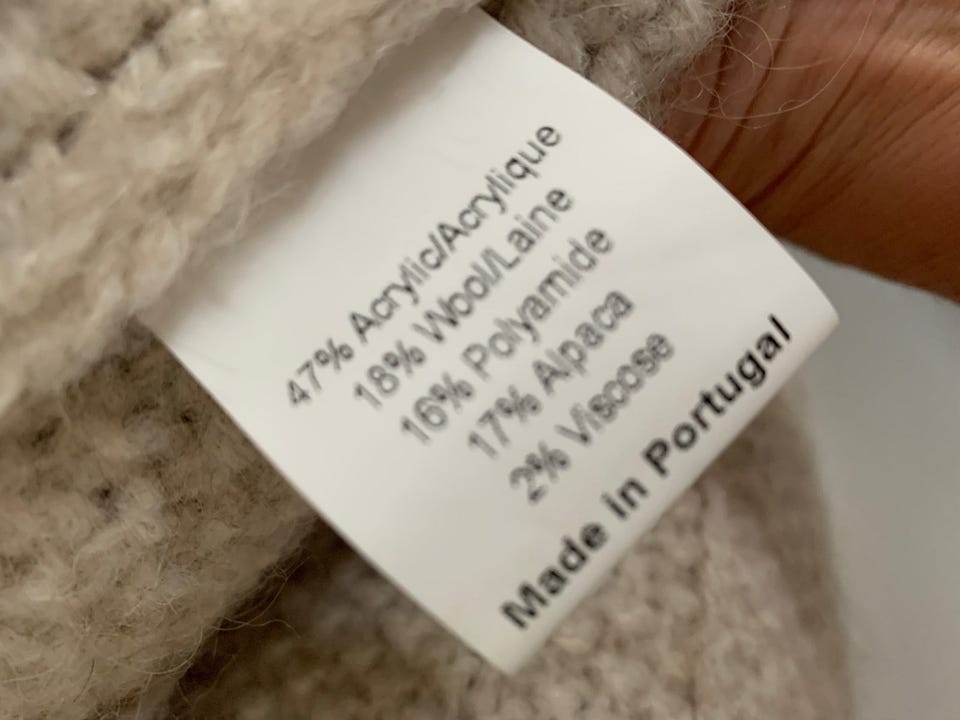 47% Acrylic/Acrylique
18% Wool/Laine
16% Polyamide
17% Alpaca
2% Viscose
Made in Portugal